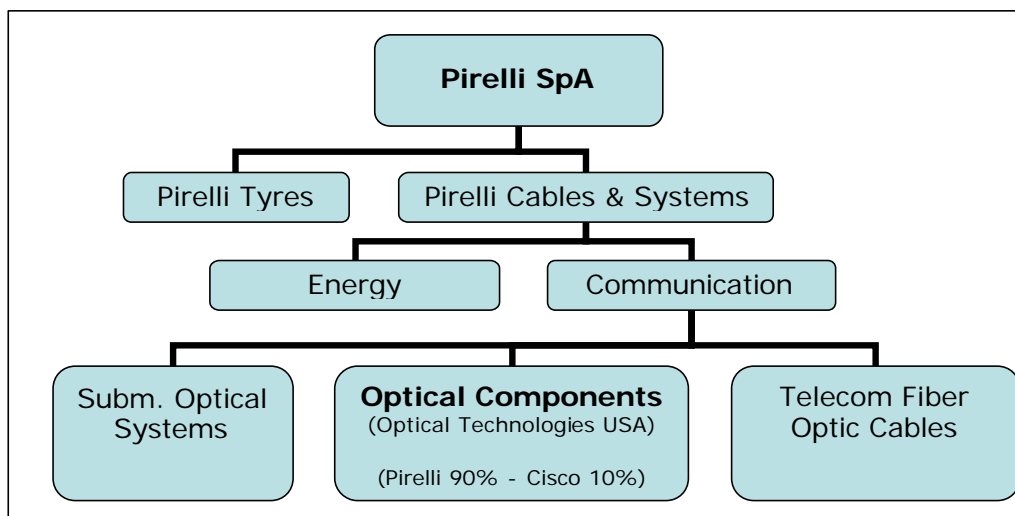 Pirelli SpA
Pirelli Tyres
Pirelli Cables & Systems
Energy
Communication
Subm. Optical
Systems
Optical Components
(Optical Technologies USA)
(Pirelli 90% - Cisco 10%)
Telecom Fiber
Optic Cables